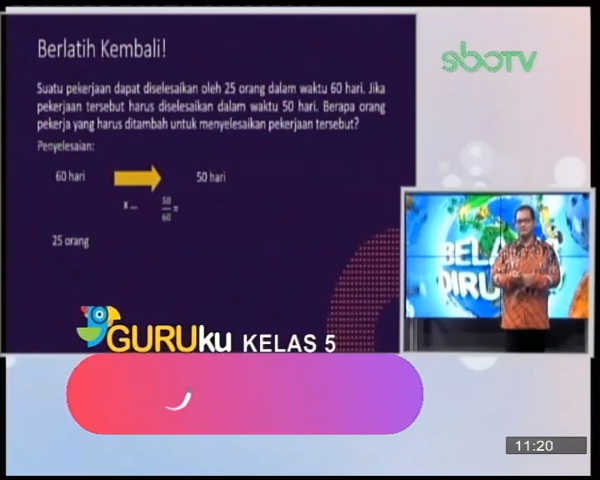 Berlatih Kembali!
sboTV
Suatu pekerjaan dapat diselesaikan oleh 25 orang dalam waktu 60 hari. Jika
pekerjaan tersebut harus diselesaikan dalam waktu 50 hari. Berapa orang
pekerja yang harus ditambah untuk menyelesaikan pekerjaan tersebut?
Penyelesaian:
60 hari
50 hari
x _ 50/60 =
25 orang
BELA
DIRU
GURUku KELAS 5
11:20